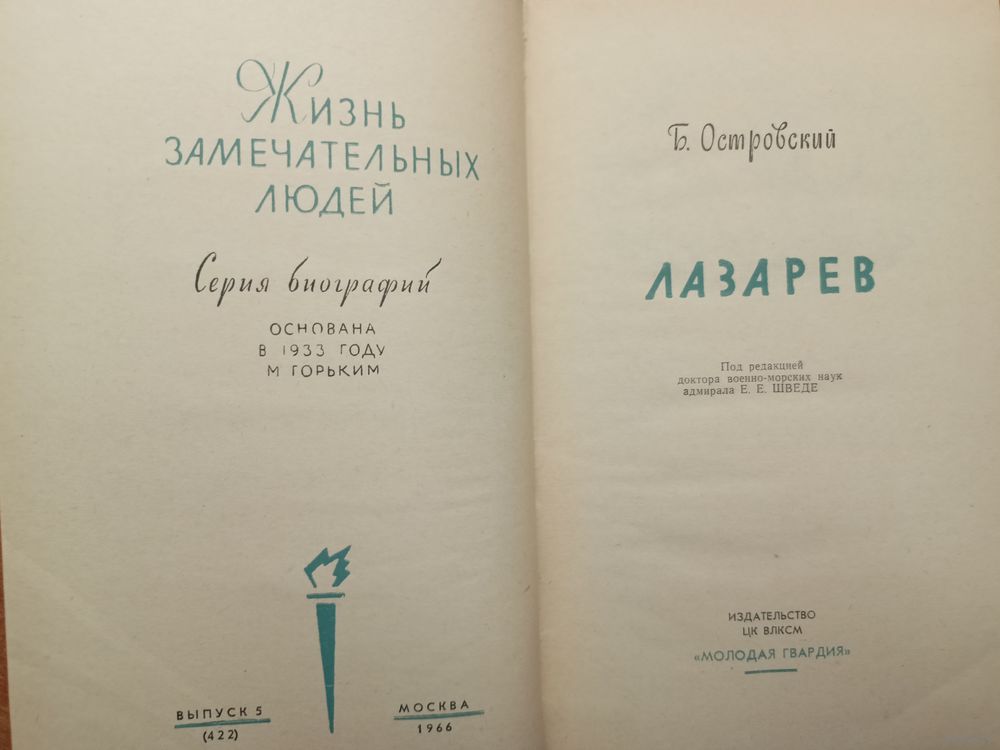 Жизнь
ЗАМЕЧАТЕЛЬНЫХ
ЛЮДЕЙ
Серия биографий
ОСНОВАНА
В 1933 ГОДУ
М ГОРЬКИМ
ВЫПУСК 5
(422)
МОСКВА
1966
Б. Островский
ЛАЗАРЕВ
Под редакцией
доктора военно-морских наук
адмирала Е. Е. ШВЕДЕ
ИЗДАТЕЛЬСТВО
ЦК ВЛКСМ
«МОЛОДАЯ ГВАРДИЯ»